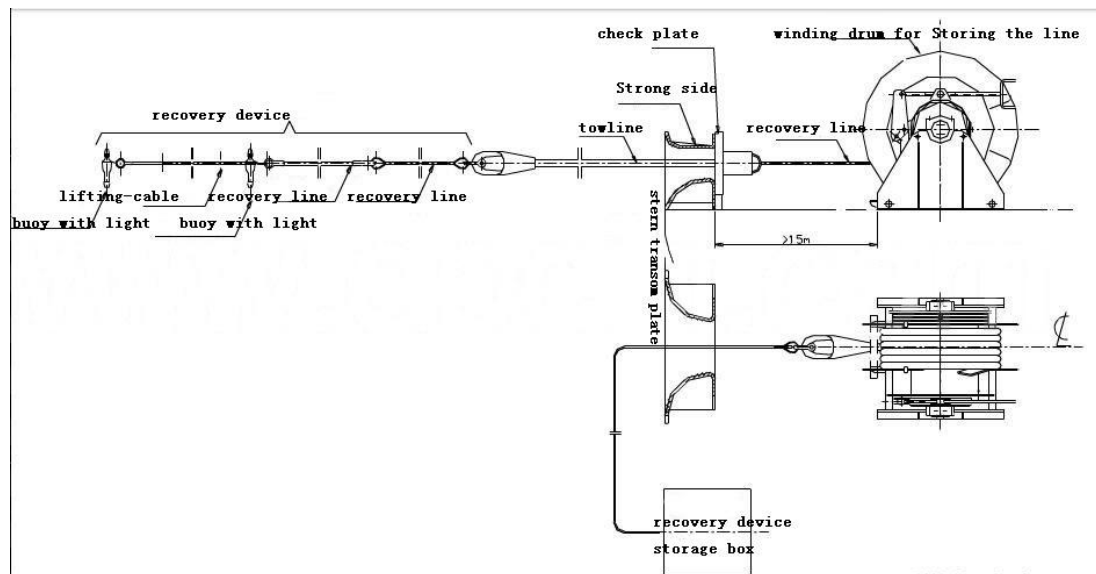 check plate
winding drum for Storing the line
Strong side
recovery device
towline
recovery line
lifting-cable
recovery line
recovery line
buoy with light
buoy with light
>15m
stern transom plate
recovery device
storage box